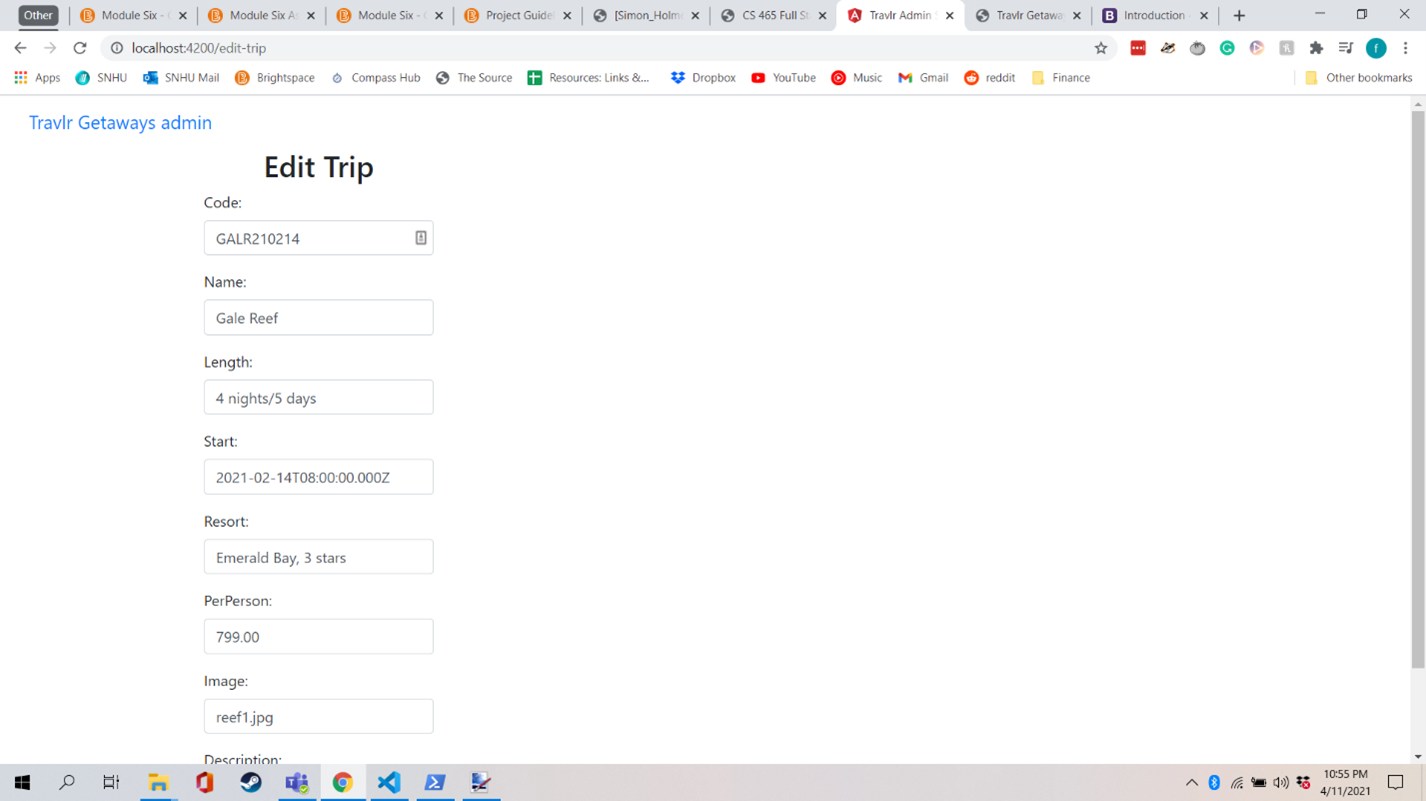 Other
Module Six -
Module Six As
Module Six -
Project Guide
[Simon_Holm
CS 465 Full St
Travlr Admin
Travlr Getawa
Introduction
localhost:4200/edit-trip
f
Apps
SNHU
SNHU Mail
Brightspace
Compass Hub
The Source
Resources: Links &...
Dropbox
YouTube
Music
Gmail
reddit
Finance
Other bookmarks
Travlr Getaways admin
Edit Trip
Code:
GALR210214
Name:
Gale Reef
Length:
4 nights/5 days
Start:
2021-02-14T08:00:00.000Z
Resort:
Emerald Bay, 3 stars
PerPerson:
799.00
Image:
reef1.jpg
Description:
10:55 PM
4/11/2021